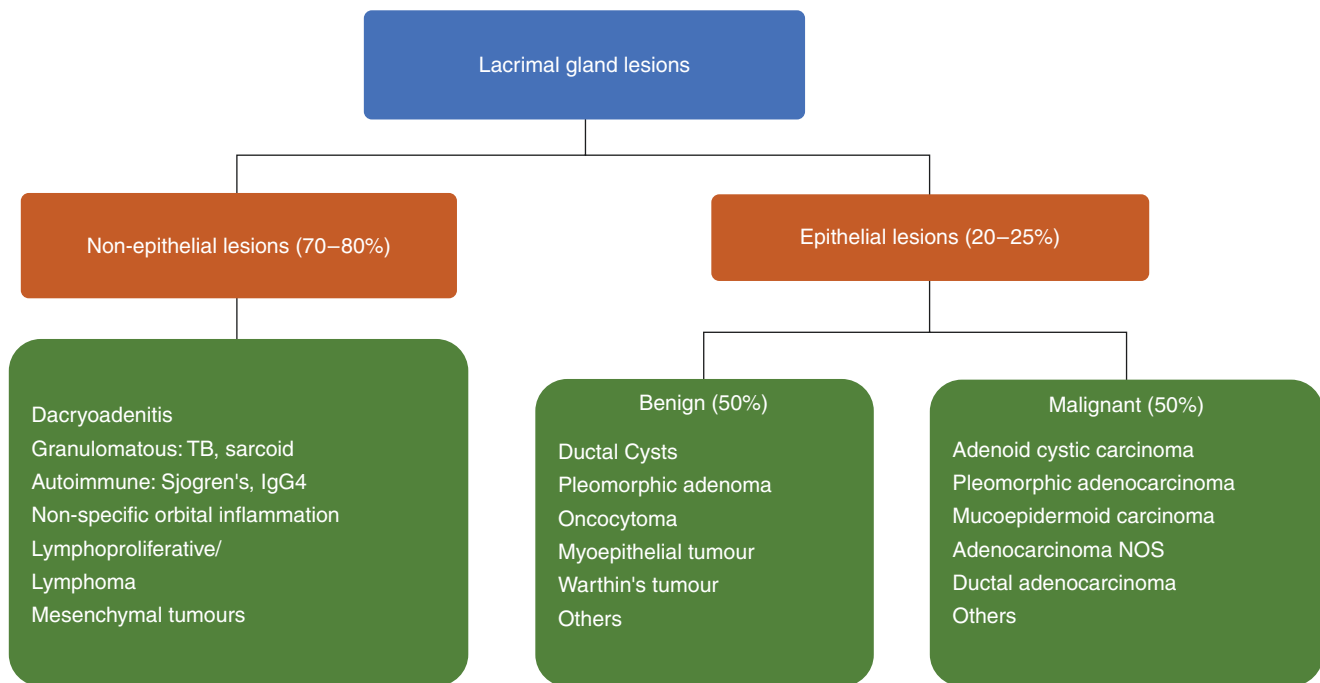 Lacrimal gland lesions
Non-epithelial lesions (70–80%)
Epithelial lesions (20–25%)
Dacryoadenitis
Granulomatous: TB, sarcoid
Autoimmune: Sjogren's, IgG4
Non-specific orbital inflammation
Lymphoproliferative/
Lymphoma
Mesenchymal tumours
Benign (50%)
Ductal Cysts
Pleomorphic adenoma
Oncocytoma
Myoepithelial tumour
Warthin's tumour
Others
Malignant (50%)
Adenoid cystic carcinoma
Pleomorphic adenocarcinoma
Mucoepidermoid carcinoma
Adenocarcinoma NOS
Ductal adenocarcinoma
Others